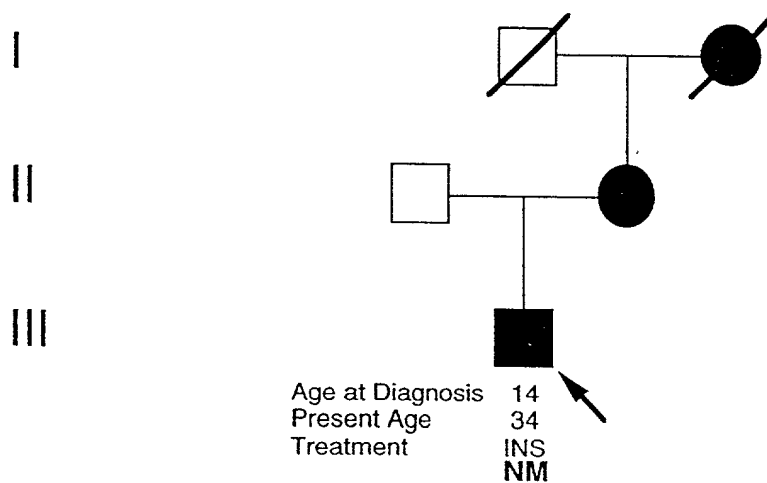 I
II
III
Age at Diagnosis 14
Present Age 34
Treatment INS
NM